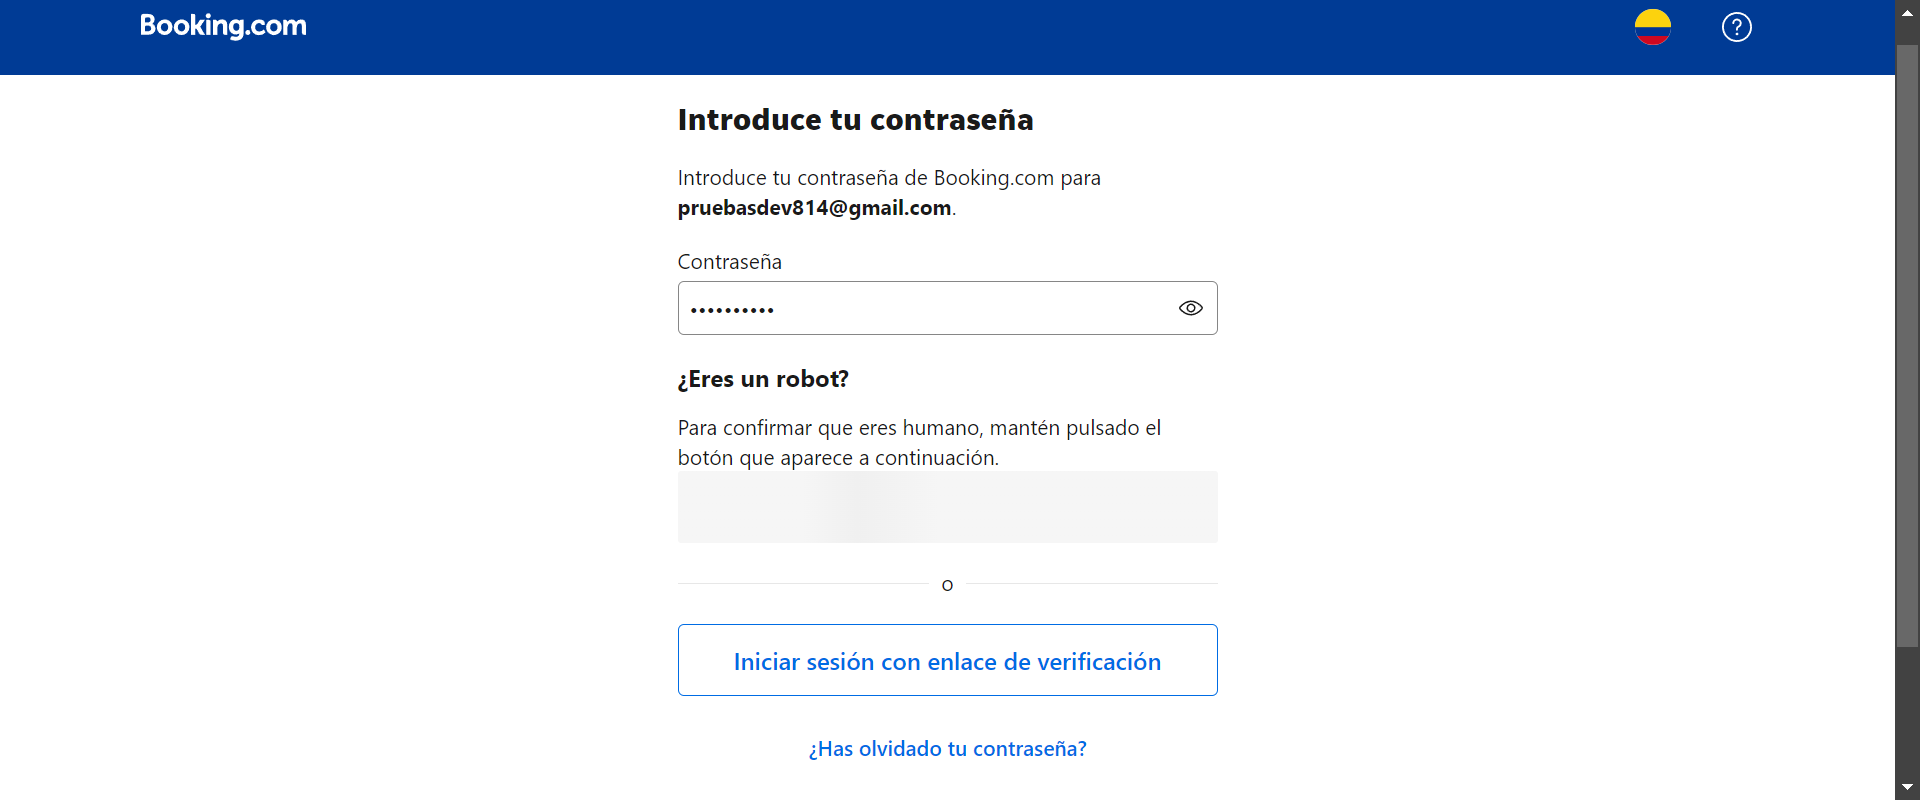 Booking.com
?
Introduce tu contraseña
Introduce tu contraseña de Booking.com para
pruebasdev814@gmail.com.
Contraseña
••••••••••
¿Eres un robot?
Para confirmar que eres humano, mantén pulsado el
botón que aparece a continuación.
o
Iniciar sesión con enlace de verificación
¿Has olvidado tu contraseña?